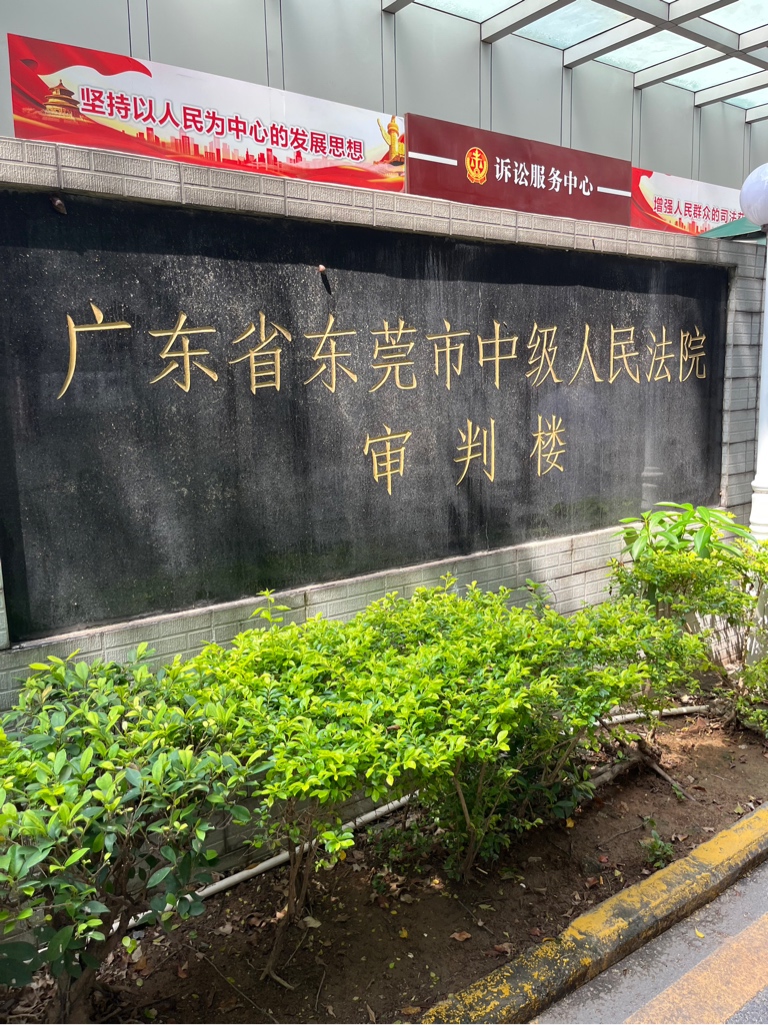 坚持以人民为中心的发展思想
诉讼服务中心
增强人民群众的司法
广东省东莞市中级人民法院
审判楼